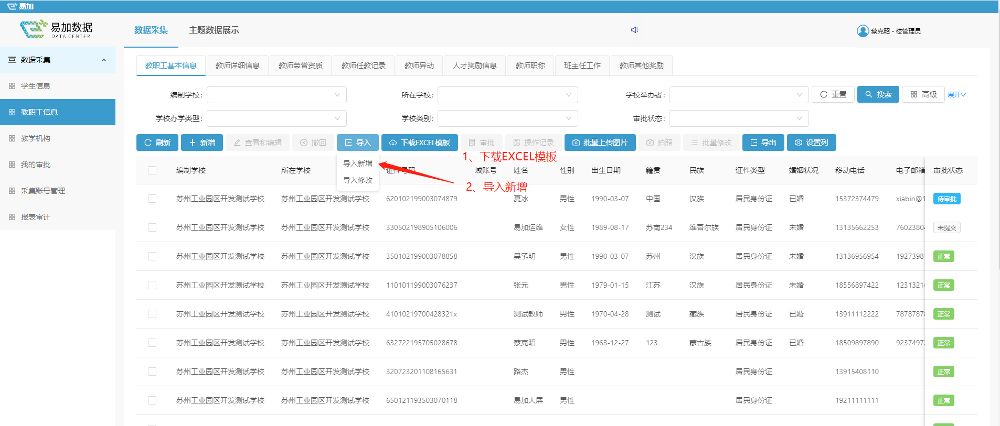 易加
易加数据
DATA CENTER
数据采集 主题数据展示
蔡克昭 - 校管理员
数据采集
学生信息
教职工信息
教学机构
我的审批
采集账号管理
报表审计
教职工基本信息 教师详细信息 教师荣誉资质 教师任教记录 教师异动 人才奖励信息 教师职称 班主任工作 教师其他奖励
编制学校: 所在学校: 学校举办者: 重置 搜索 高级 展开
学校办学类型: 学校类别: 审批状态:
刷新 新增 查看和编辑 撤回 导入 下载EXCEL模板 审批 操作记录 批量上传图片 拍照 批量修改 导出 设置列
导入新增
导入修改
1、下载EXCEL模板
2、导入新增
编制学校 所在学校 证件号码 域账号 姓名 性别 出生日期 籍贯 民族 证件类型 婚姻状况 移动电话 电子邮箱 审批状态
苏州工业园区开发测试学校 苏州工业园区开发测试学校 620102199003074879 夏冰 男性 1990-03-07 中国 汉族 居民身份证 已婚 15372374479 xiabin@1 待审批
苏州工业园区开发测试学校 苏州工业园区开发测试学校 330502198905106006 易加运维 女性 1989-08-17 苏南234 维吾尔族 居民身份证 未婚 13135662253 7602380 未提交
苏州工业园区开发测试学校 苏州工业园区开发测试学校 350102199003078858 吴孓明 男性 1990-03-07 苏州 汉族 居民身份证 未婚 13136956954 1927398 正常
苏州工业园区开发测试学校 苏州工业园区开发测试学校 110101199003076237 张元 男性 1979-01-15 江苏 汉族 居民身份证 未婚 18556897422 1231321 正常
苏州工业园区开发测试学校 苏州工业园区开发测试学校 41010219700428321x 测试教师 男性 1970-04-28 测试 藏族 居民身份证 已婚 13911112222 7878787 正常
苏州工业园区开发测试学校 苏州工业园区开发测试学校 632722195705028678 蔡克昭 男性 1963-12-27 123 蒙古族 居民身份证 已婚 18509897890 9237497 正常
苏州工业园区开发测试学校 苏州工业园区开发测试学校 320723201108165631 路杰 男性 居民身份证 13915408110 正常
苏州工业园区开发测试学校 苏州工业园区开发测试学校 650121193503070118 易加大屏 男性 居民身份证 19211111111 正常